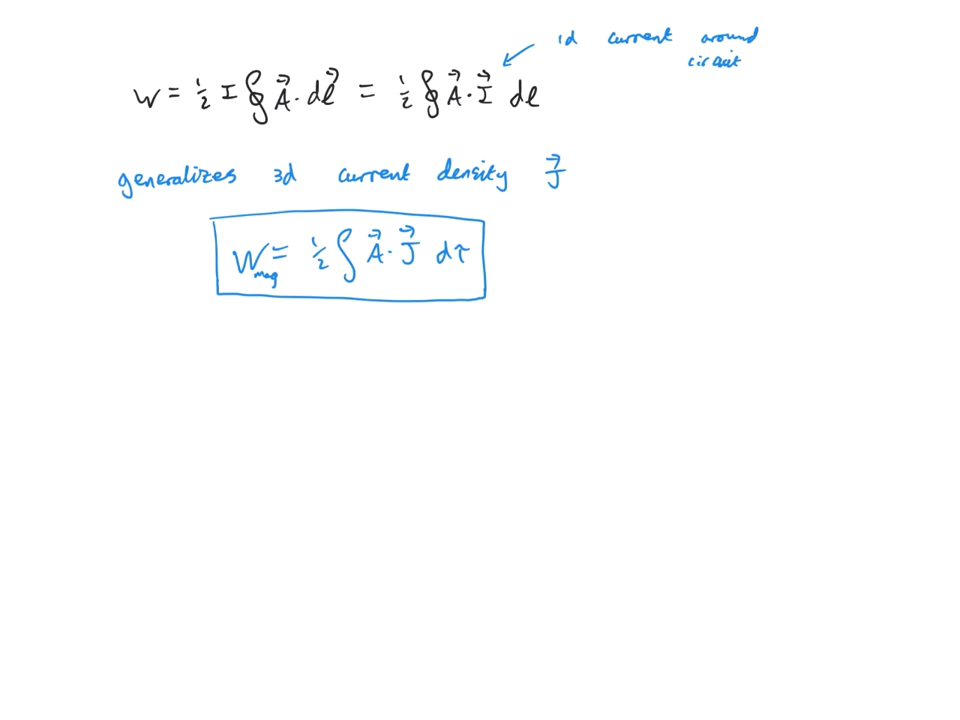 1d current around
circuit
W = ½ I ∮ A⃗ · dl⃗ = ½ ∮ A⃗ · I⃗ dl
generalizes 3d current density J⃗
W_mag = ½ ∫ A⃗ · J⃗ dτ